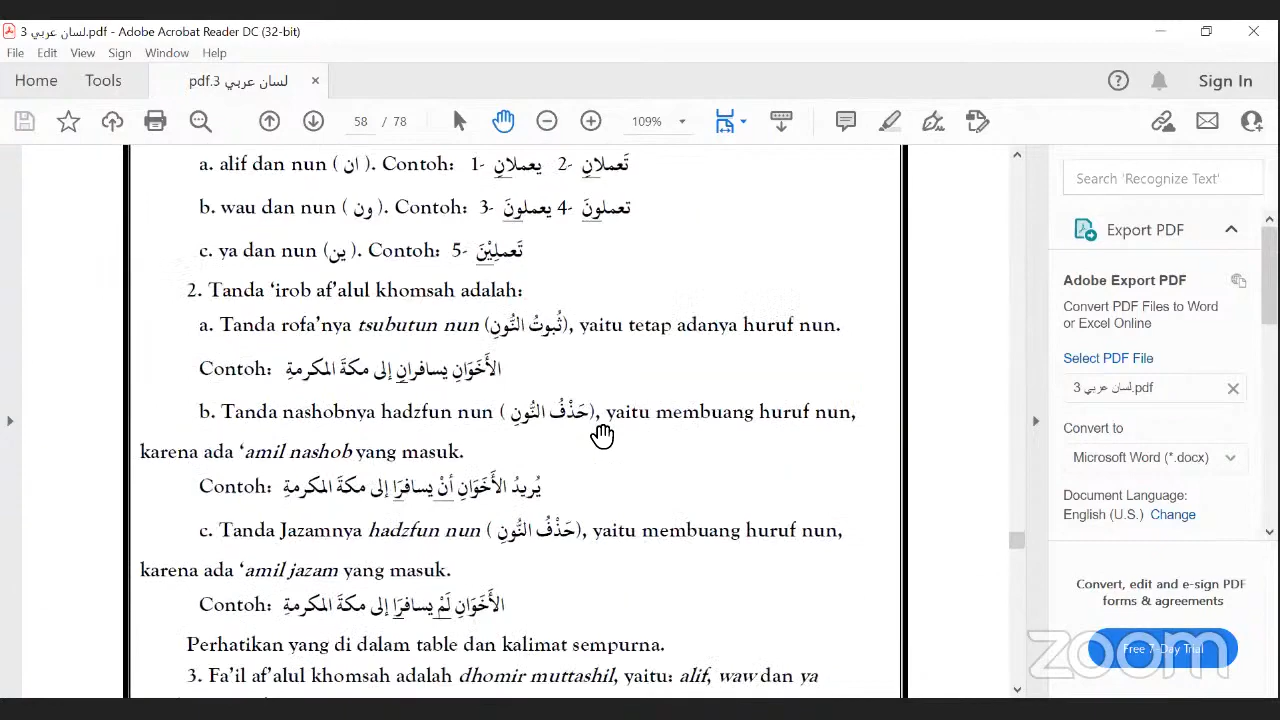 لسان عربي 3.pdf - Adobe Acrobat Reader DC (32-bit)
File Edit View Sign Window Help
Home Tools لسان عربي 3.pdf × Sign In
58 / 78 109%
a. alif dan nun ( ان ). Contoh: 1- يعملانِ 2- تَعملانِ
b. wau dan nun ( ون ). Contoh: 3- يعملونَ 4- تعملونَ
c. ya dan nun (ين ). Contoh: 5- تَعملِيْنَ
2. Tanda ‘irob af’alul khomsah adalah:
a. Tanda rofa’nya tsubutun nun (ثُبوتُ النُّونِ), yaitu tetap adanya huruf nun.
Contoh: الأَخَوَانِ يسافرانِ إلى مكةَ المكرمةِ
b. Tanda nashobnya hadzfun nun ( حَذْفُ النُّونِ), yaitu membuang huruf nun,
karena ada ‘amil nashob yang masuk.
Contoh: يُريدُ الأَخَوَانِ أنْ يسافرَا إلى مكةَ المكرمةِ
c. Tanda Jazamnya hadzfun nun ( حَذْفُ النُّونِ), yaitu membuang huruf nun,
karena ada ‘amil jazam yang masuk.
Contoh: الأَخَوَانِ لَمْ يسافرَا إلى مكةَ المكرمةِ
Perhatikan yang di dalam table dan kalimat sempurna.
3. Fa’il af’alul khomsah adalah dhomir muttashil, yaitu: alif, waw dan ya
Search 'Recognize Text'
Export PDF
Adobe Export PDF
Convert PDF Files to Word
or Excel Online
Select PDF File
لسان عربي 3.pdf
Convert to
Microsoft Word (*.docx)
Document Language:
English (U.S.) Change
Convert, edit and e-sign PDF
forms & agreements
Free 7-Day Trial
zoom